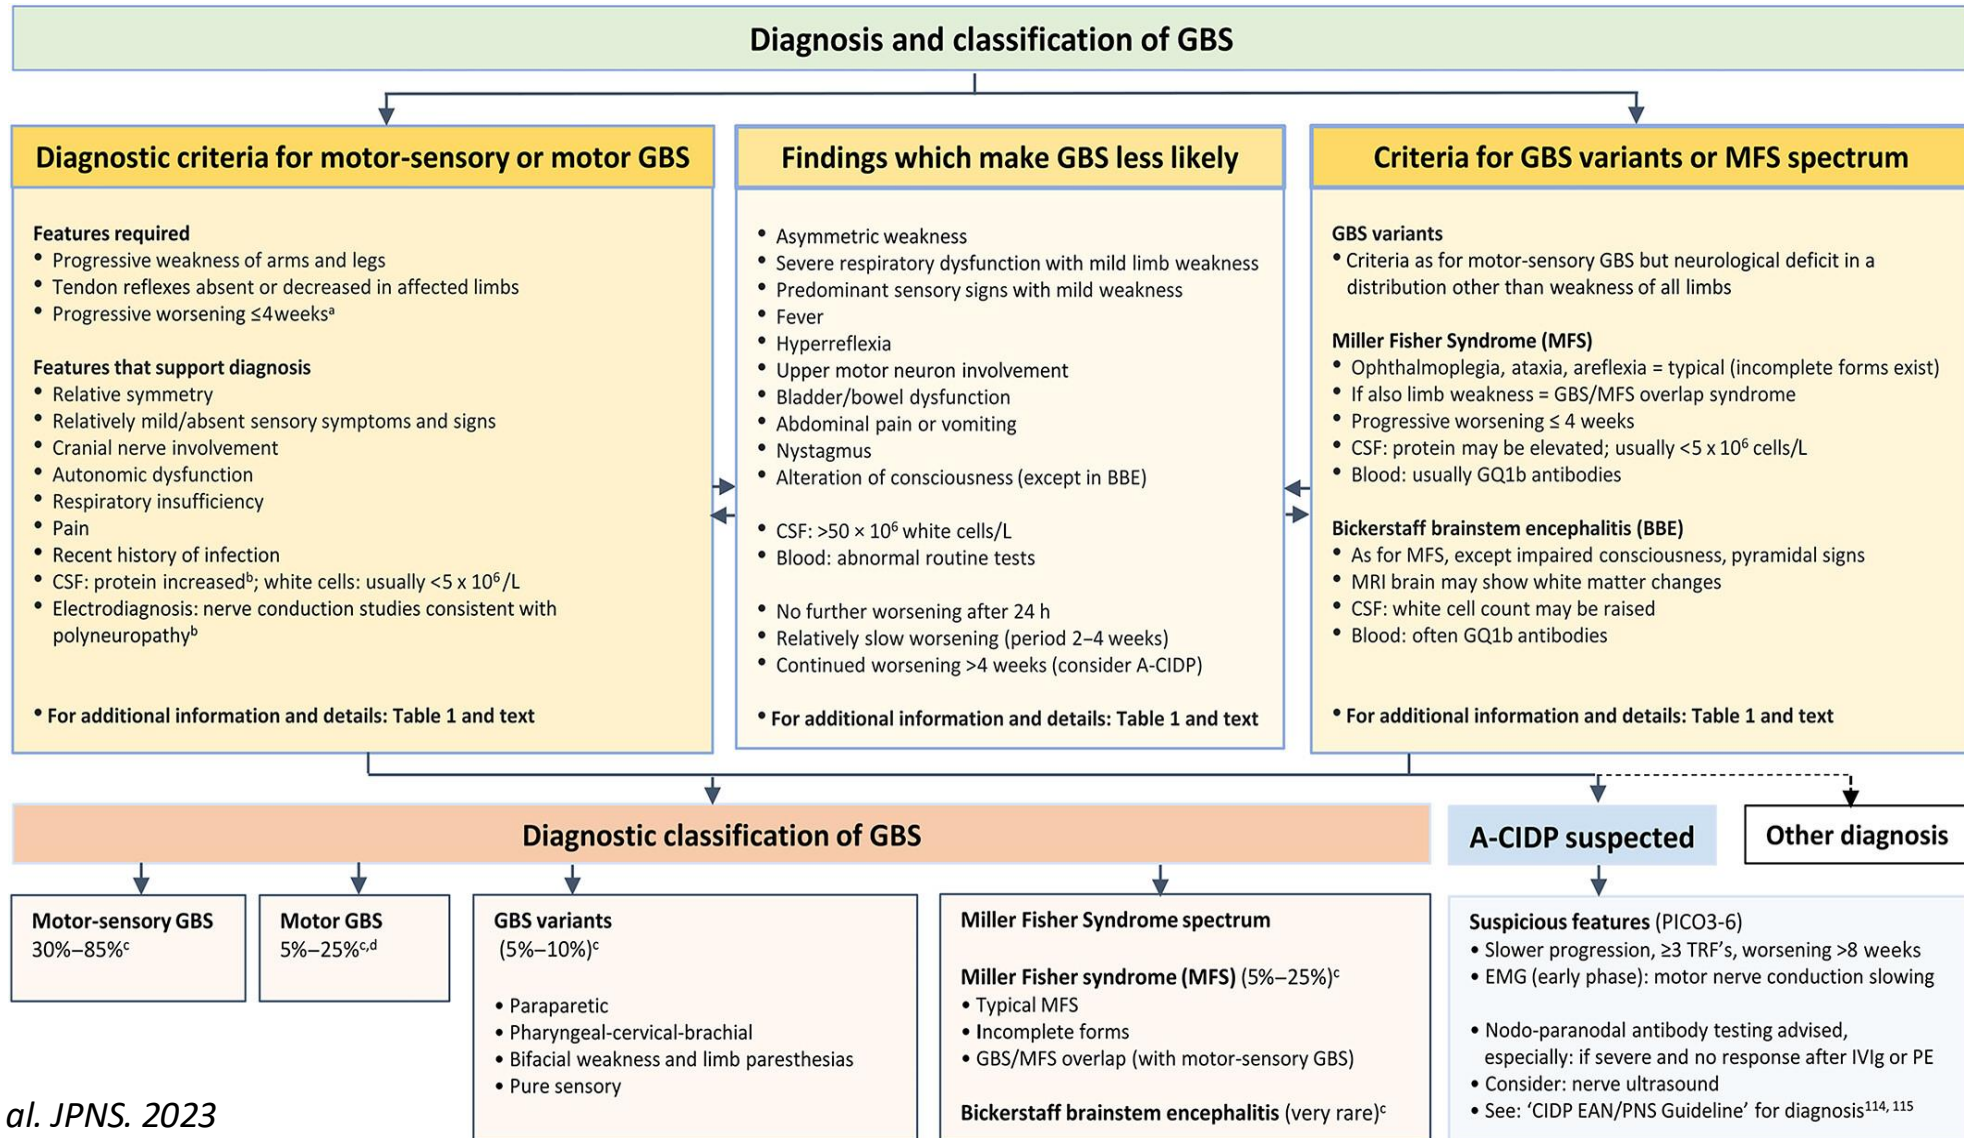 Diagnosis and classification of GBS
Diagnostic criteria for motor-sensory or motor GBS
Features required
• Progressive weakness of arms and legs
• Tendon reflexes absent or decreased in affected limbs
• Progressive worsening ≤4weeksᵃ
Features that support diagnosis
• Relative symmetry
• Relatively mild/absent sensory symptoms and signs
• Cranial nerve involvement
• Autonomic dysfunction
• Respiratory insufficiency
• Pain
• Recent history of infection
• CSF: protein increasedᵇ; white cells: usually <5 x 10⁶/L
• Electrodiagnosis: nerve conduction studies consistent with
polyneuropathyᵇ
• For additional information and details: Table 1 and text
Findings which make GBS less likely
• Asymmetric weakness
• Severe respiratory dysfunction with mild limb weakness
• Predominant sensory signs with mild weakness
• Fever
• Hyperreflexia
• Upper motor neuron involvement
• Bladder/bowel dysfunction
• Abdominal pain or vomiting
• Nystagmus
• Alteration of consciousness (except in BBE)
• CSF: >50 × 10⁶ white cells/L
• Blood: abnormal routine tests
• No further worsening after 24 h
• Relatively slow worsening (period 2–4 weeks)
• Continued worsening >4 weeks (consider A-CIDP)
• For additional information and details: Table 1 and text
Criteria for GBS variants or MFS spectrum
GBS variants
• Criteria as for motor-sensory GBS but neurological deficit in a
distribution other than weakness of all limbs
Miller Fisher Syndrome (MFS)
• Ophthalmoplegia, ataxia, areflexia = typical (incomplete forms exist)
• If also limb weakness = GBS/MFS overlap syndrome
• Progressive worsening ≤ 4 weeks
• CSF: protein may be elevated; usually <5 x 10⁶ cells/L
• Blood: usually GQ1b antibodies
Bickerstaff brainstem encephalitis (BBE)
• As for MFS, except impaired consciousness, pyramidal signs
• MRI brain may show white matter changes
• CSF: white cell count may be raised
• Blood: often GQ1b antibodies
• For additional information and details: Table 1 and text
Diagnostic classification of GBS
A-CIDP suspected
Other diagnosis
Motor-sensory GBS
30%–85%ᶜ
Motor GBS
5%–25%ᶜ,ᵈ
GBS variants
(5%–10%)ᶜ
• Paraparetic
• Pharyngeal-cervical-brachial
• Bifacial weakness and limb paresthesias
• Pure sensory
Miller Fisher Syndrome spectrum
Miller Fisher syndrome (MFS) (5%–25%)ᶜ
• Typical MFS
• Incomplete forms
• GBS/MFS overlap (with motor-sensory GBS)
Bickerstaff brainstem encephalitis (very rare)ᶜ
Suspicious features (PICO3-6)
• Slower progression, ≥3 TRF's, worsening >8 weeks
• EMG (early phase): motor nerve conduction slowing
• Nodo-paranodal antibody testing advised,
especially: if severe and no response after IVIg or PE
• Consider: nerve ultrasound
• See: 'CIDP EAN/PNS Guideline' for diagnosis¹¹⁴, ¹¹⁵
al. JPNS. 2023